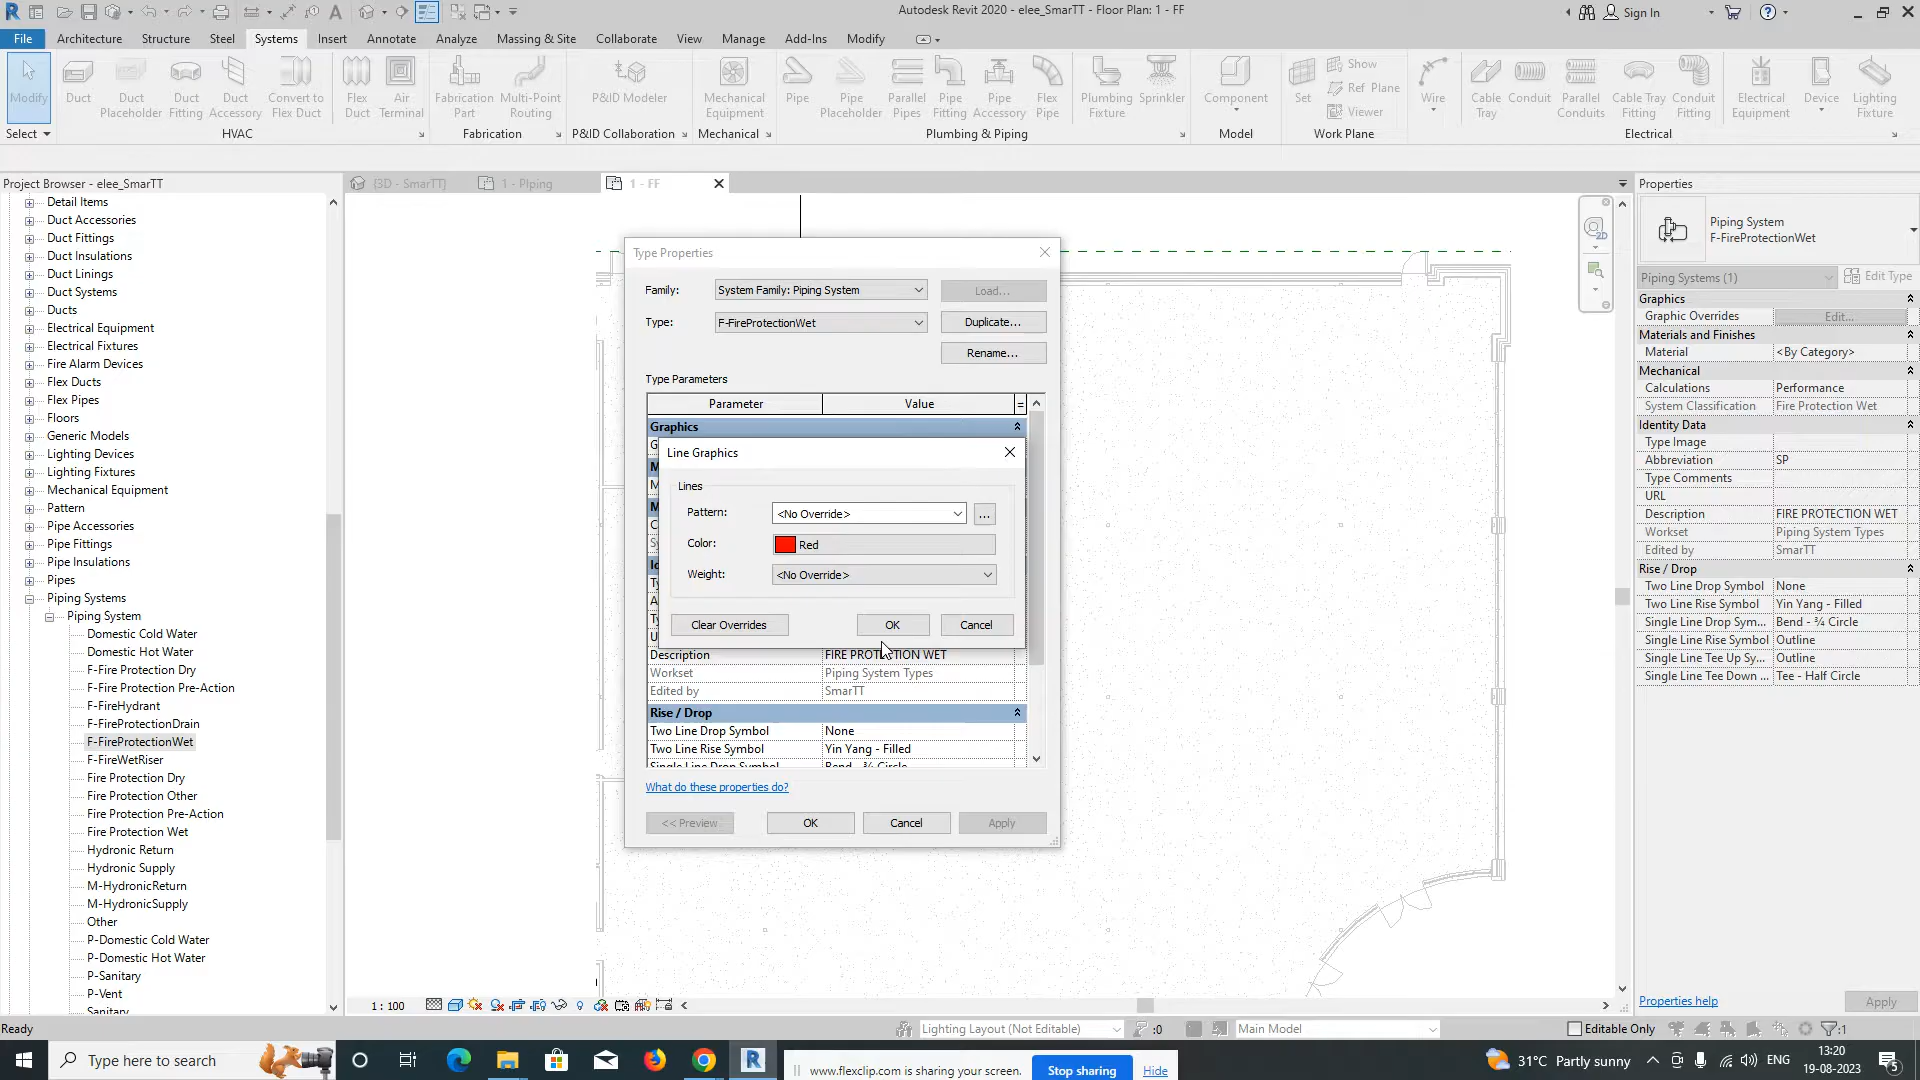 Autodesk Revit 2020 - elee_SmarTT - Floor Plan: 1 - FF
Sign In
File Architecture Structure Steel Systems Insert Annotate Analyze Massing & Site Collaborate View Manage Add-Ins Modify
Modify
Duct
Duct Placeholder
Duct Fitting
Duct Accessory
Convert to Flex Duct
Flex Duct
Air Terminal
Fabrication Part
Multi-Point Routing
P&ID Modeler
Mechanical Equipment
Pipe
Pipe Placeholder
Parallel Pipes
Pipe Fitting
Pipe Accessory
Flex Pipe
Plumbing Fixture
Sprinkler
Component
Set
Show
Ref Plane
Viewer
Wire
Cable Tray
Conduit
Parallel Conduits
Cable Tray Fitting
Conduit Fitting
Electrical Equipment
Device
Lighting Fixture
Select HVAC Fabrication P&ID Collaboration Mechanical Plumbing & Piping Model Work Plane Electrical
Project Browser - elee_SmarTT
Detail Items
Duct Accessories
Duct Fittings
Duct Insulations
Duct Linings
Duct Systems
Ducts
Electrical Equipment
Electrical Fixtures
Fire Alarm Devices
Flex Ducts
Flex Pipes
Floors
Generic Models
Lighting Devices
Lighting Fixtures
Mechanical Equipment
Pattern
Pipe Accessories
Pipe Fittings
Pipe Insulations
Pipes
Piping Systems
Piping System
Domestic Cold Water
Domestic Hot Water
F-Fire Protection Dry
F-Fire Protection Pre-Action
F-FireHydrant
F-FireProtectionDrain
F-FireProtectionWet
F-FireWetRiser
Fire Protection Dry
Fire Protection Other
Fire Protection Pre-Action
Fire Protection Wet
Hydronic Return
Hydronic Supply
M-HydronicReturn
M-HydronicSupply
Other
P-Domestic Cold Water
P-Domestic Hot Water
P-Sanitary
P-Vent
Sanitary
{3D - SmarTT}
1 - PIping
1 - FF
2D
Type Properties
Family: System Family: Piping System Load...
Type: F-FireProtectionWet Duplicate...
Rename...
Type Parameters
Parameter Value =
Graphics
Line Graphics
Lines
Pattern: <No Override> ...
Color: Red
Weight: <No Override>
Clear Overrides OK Cancel
Description FIRE PROTECTION WET
Workset Piping System Types
Edited by SmarTT
Rise / Drop
Two Line Drop Symbol None
Two Line Rise Symbol Yin Yang - Filled
Single Line Drop Symbol Bend - ¾ Circle
What do these properties do?
<< Preview OK Cancel Apply
Properties
Piping System
F-FireProtectionWet
Piping Systems (1) Edit Type
Graphics
Graphic Overrides Edit...
Materials and Finishes
Material <By Category>
Mechanical
Calculations Performance
System Classification Fire Protection Wet
Identity Data
Type Image
Abbreviation SP
Type Comments
URL
Description FIRE PROTECTION WET
Workset Piping System Types
Edited by SmarTT
Rise / Drop
Two Line Drop Symbol None
Two Line Rise Symbol Yin Yang - Filled
Single Line Drop Sym... Bend - ¾ Circle
Single Line Rise Symbol Outline
Single Line Tee Up Sy... Outline
Single Line Tee Down ... Tee - Half Circle
Properties help Apply
1 : 100
Ready
Lighting Layout (Not Editable) :0 Main Model Editable Only :1
Type here to search
www.flexclip.com is sharing your screen. Stop sharing Hide
31°C Partly sunny ENG
13:20
19-08-2023
5